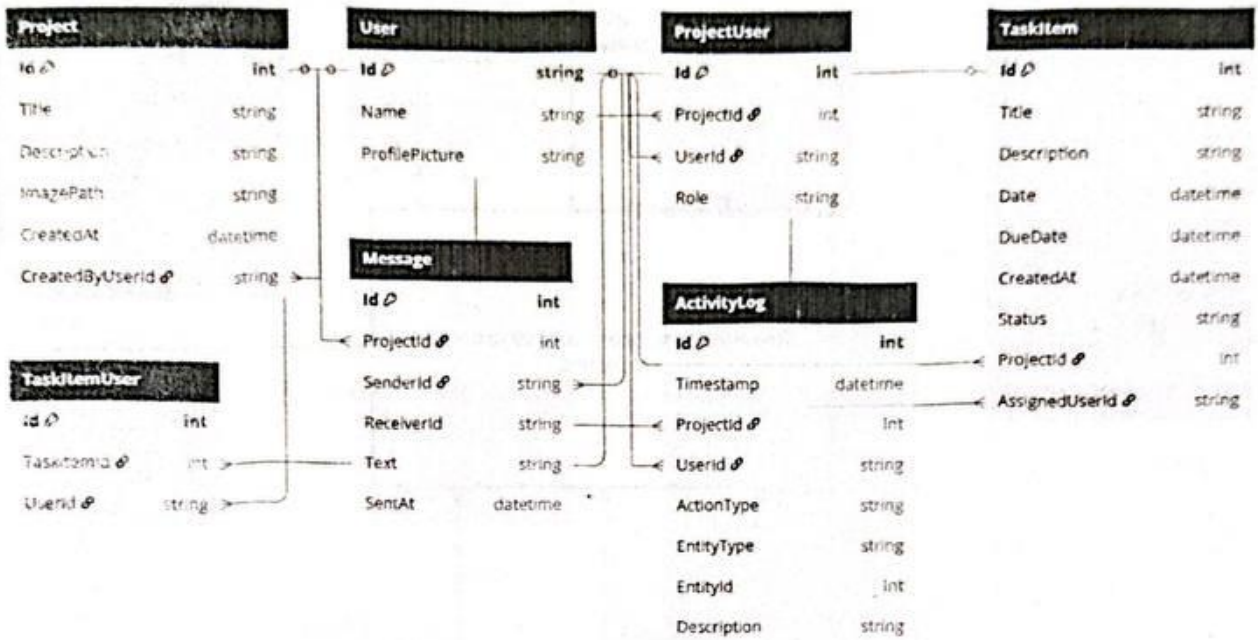 Project
Id int
Title string
Description string
ImagePath string
CreatedAt datetime
CreatedByUserId string
User
Id string
Name string
ProfilePicture string
ProjectUser
Id int
ProjectId int
UserId string
Role string
TaskItem
Id int
Title string
Description string
Date datetime
DueDate datetime
CreatedAt datetime
Status string
ProjectId int
AssignedUserId string
Message
Id int
ProjectId int
SenderId string
ReceiverId string
Text string
SentAt datetime
ActivityLog
Id int
Timestamp datetime
ProjectId int
UserId string
ActionType string
EntityType string
EntityId int
Description string
TaskItemUser
Id int
TaskItemId int
UserId string